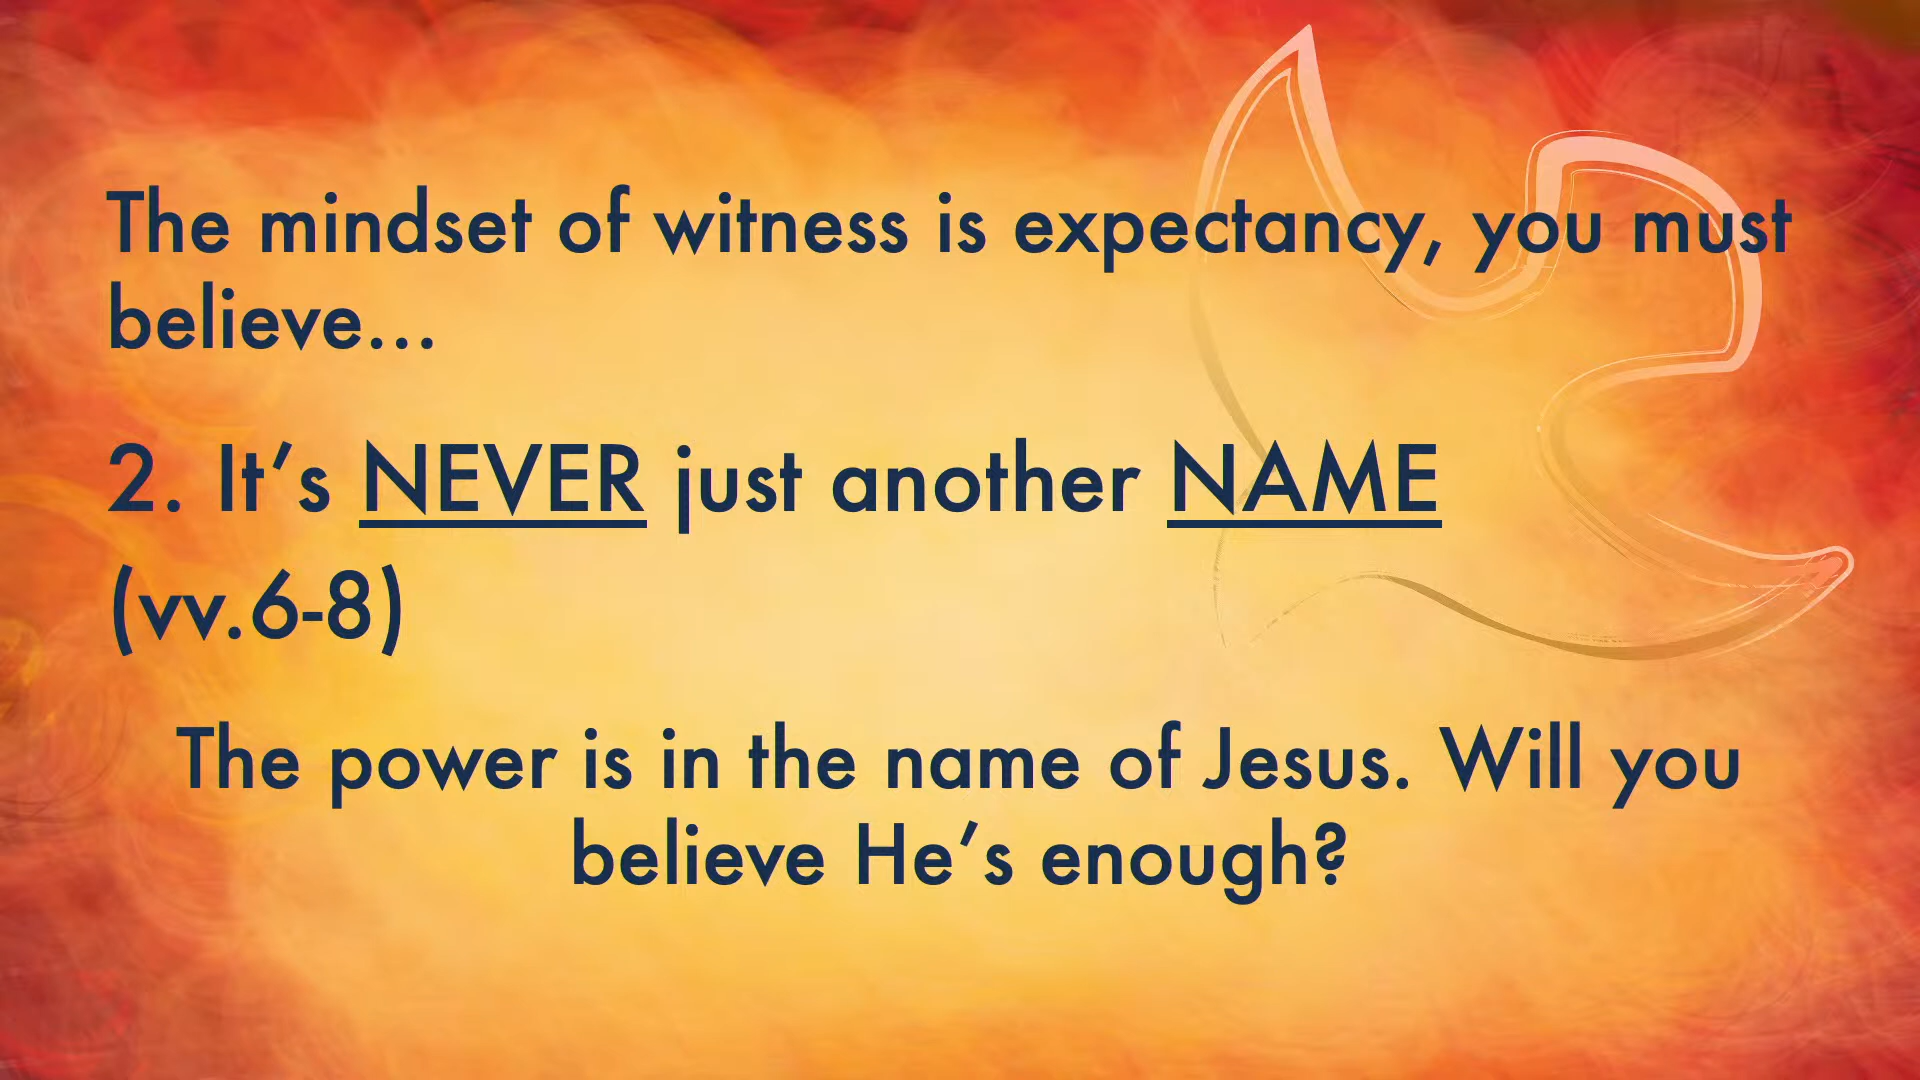 The mindset of witness is expectancy, you must
believe...
2. It’s NEVER just another NAME
(vv.6-8)
The power is in the name of Jesus. Will you
believe He’s enough?